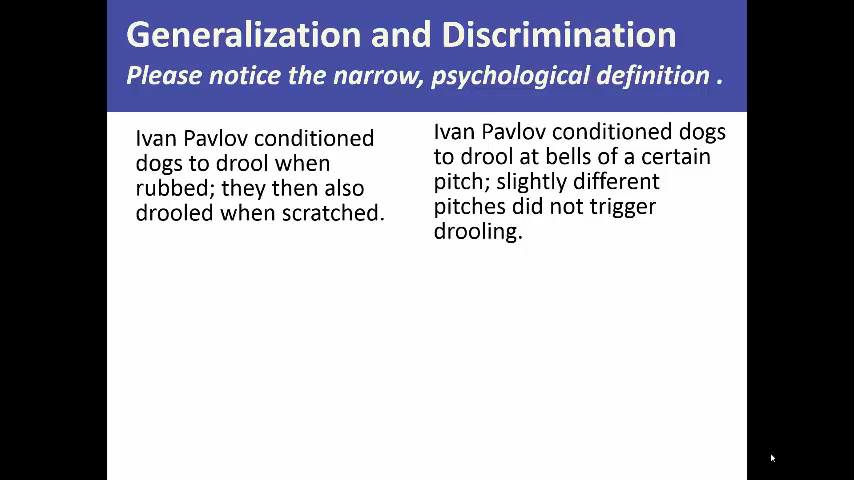 Generalization and Discrimination
Please notice the narrow, psychological definition .
Ivan Pavlov conditioned
dogs to drool when
rubbed; they then also
drooled when scratched.
Ivan Pavlov conditioned dogs
to drool at bells of a certain
pitch; slightly different
pitches did not trigger
drooling.